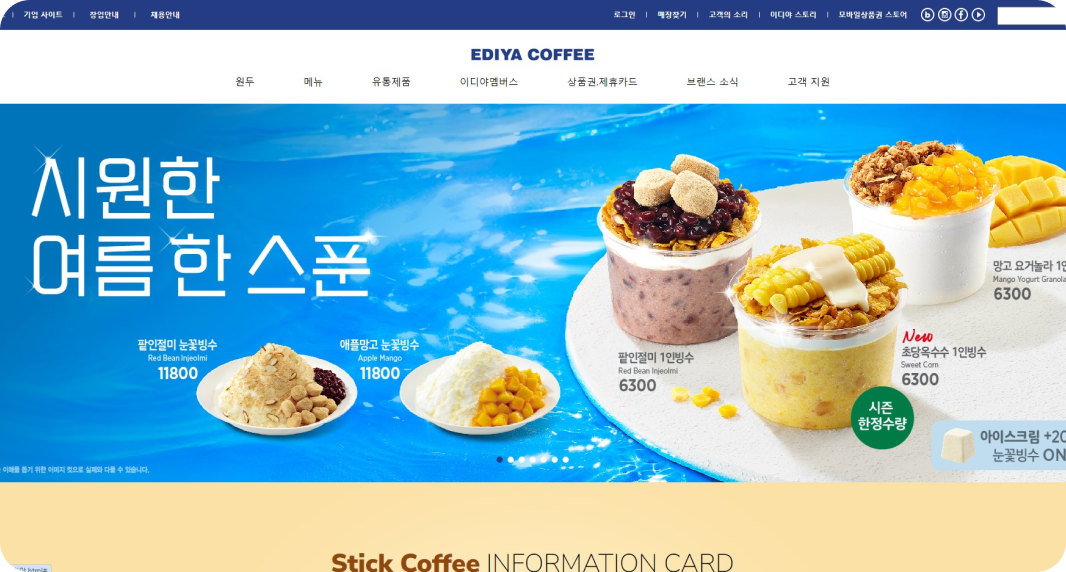 기업 사이트 | 창업안내 | 채용안내
로그인 | 매장찾기 | 고객의 소리 | 이디야 스토리 | 모바일상품권 스토어
EDIYA COFFEE
원두 메뉴 유통제품 이디야멤버스 상품권.제휴카드 브랜스 소식 고객 지원
시원한
여름 한 스푼
팥인절미 눈꽃빙수
Red Bean Injeolmi
11800
애플망고 눈꽃빙수
Apple Mango
11800
팥인절미 1인빙수
Red Bean Injeolmi
6300
망고 요거놀라 1인
Mango Yogurt Granola
6300
New
초당옥수수 1인빙수
Sweet Corn
6300
시즌
한정수량
아이스크림 +20
눈꽃빙수 ON
이해를 돕기 위한 이미지 컷으로 실제와 다를 수 있습니다.
Stick Coffee INFORMATION CARD